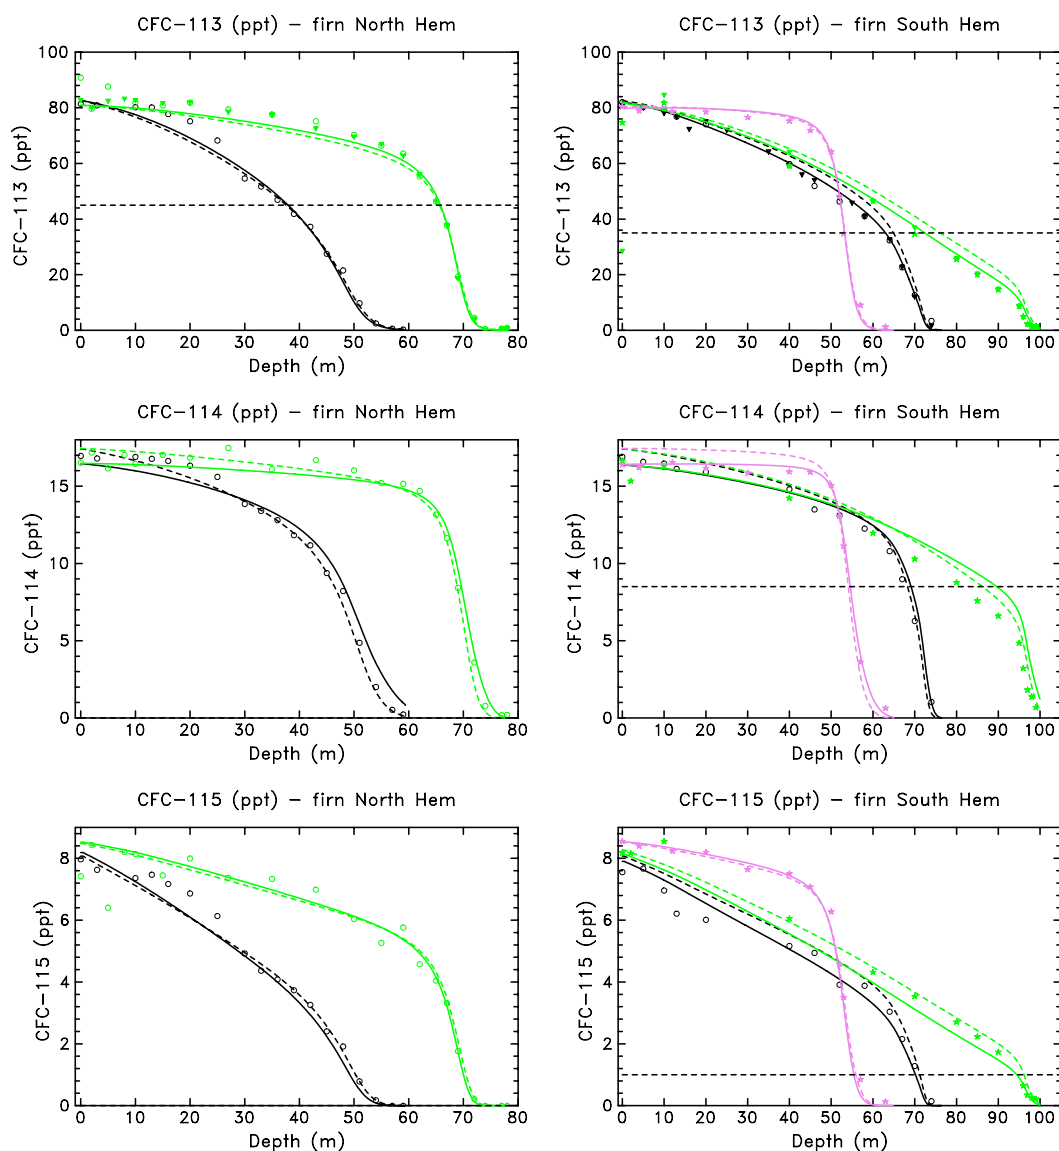 CFC-113 (ppt) - firn North Hem
CFC-113 (ppt)
100
80
60
40
20
0
0 10 20 30 40 50 60 70 80
Depth (m)
CFC-113 (ppt) - firn South Hem
CFC-113 (ppt)
100
80
60
40
20
0
0 10 20 30 40 50 60 70 80 90 100
Depth (m)
CFC-114 (ppt) - firn North Hem
CFC-114 (ppt)
15
10
5
0
0 10 20 30 40 50 60 70 80
Depth (m)
CFC-114 (ppt) - firn South Hem
CFC-114 (ppt)
15
10
5
0
0 10 20 30 40 50 60 70 80 90 100
Depth (m)
CFC-115 (ppt) - firn North Hem
CFC-115 (ppt)
8
6
4
2
0
0 10 20 30 40 50 60 70 80
Depth (m)
CFC-115 (ppt) - firn South Hem
CFC-115 (ppt)
8
6
4
2
0
0 10 20 30 40 50 60 70 80 90 100
Depth (m)